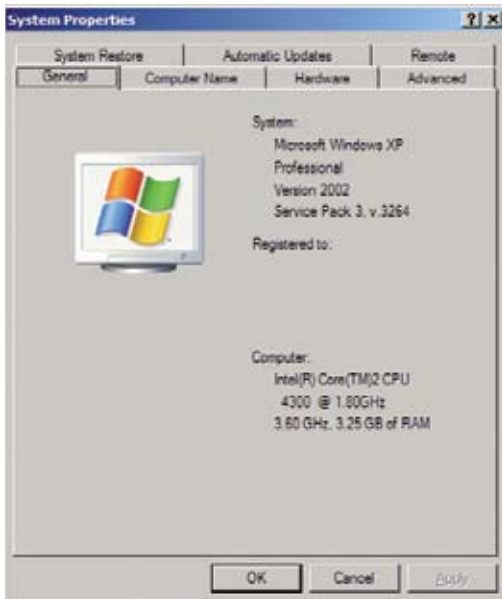 System Properties
System Restore
Automatic Updates
Remote
General
Computer Name
Hardware
Advanced
System:
Microsoft Windows XP
Professional
Version 2002
Service Pack 3, v.3264
Registered to:
Computer:
Intel(R) Core(TM)2 CPU
4300 @ 1.80GHz
3.60 GHz, 3.25 GB of RAM
OK
Cancel
Apply